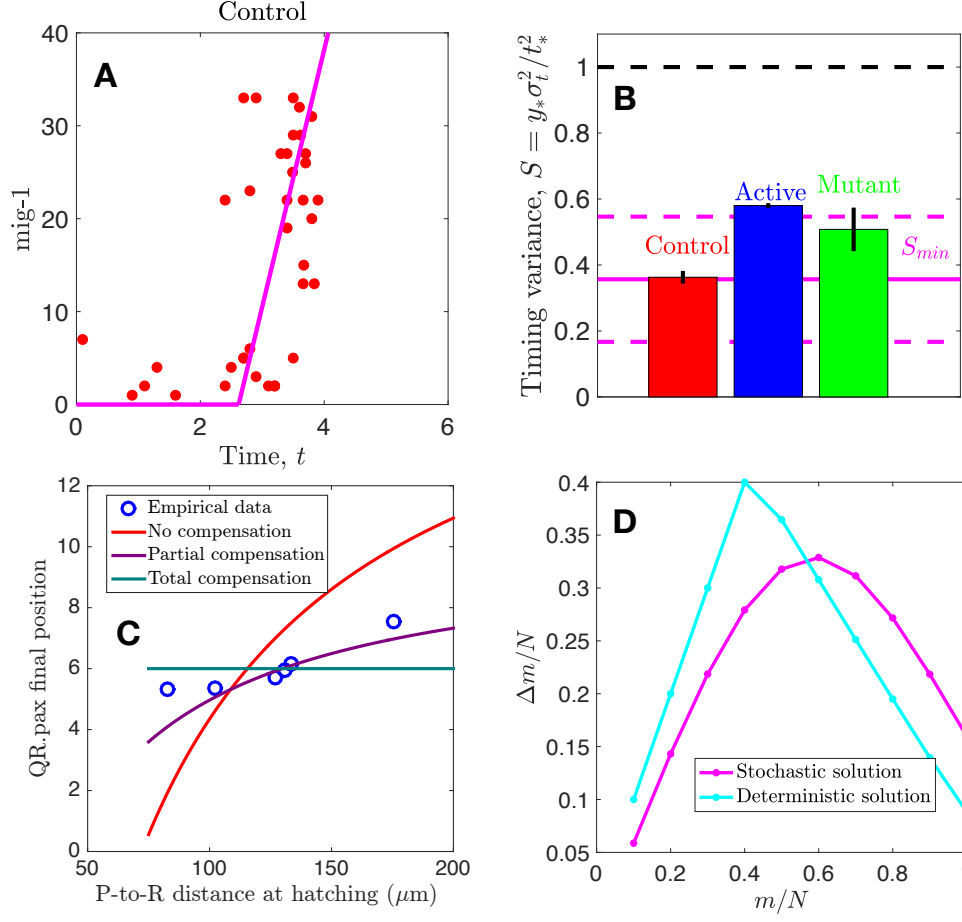 Control
A
40
30
20
10
0
mig-1
0 2 4 6
Time, t
B
Timing variance, S = y*σ_t^2/t_*^2
1
0.8
0.6
0.4
0.2
0
Control
Active
Mutant
S_min
C
12
10
8
6
4
2
0
QR.pax final position
Empirical data
No compensation
Partial compensation
Total compensation
50 100 150 200
P-to-R distance at hatching (μm)
D
0.4
0.35
0.3
0.25
0.2
0.15
0.1
0.05
Δm/N
Stochastic solution
Deterministic solution
0 0.2 0.4 0.6 0.8
m/N